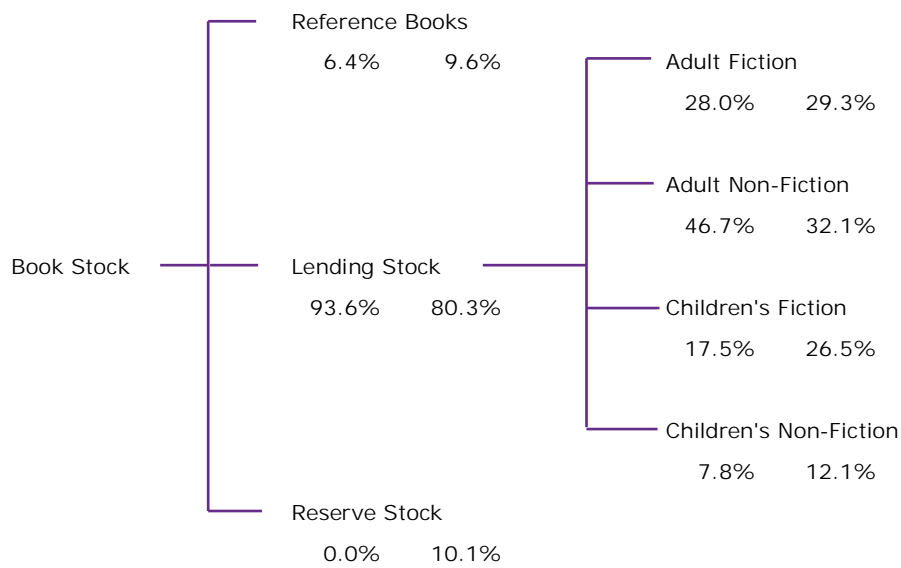 Reference Books
6.4% 9.6%
Adult Fiction
28.0% 29.3%
Adult Non-Fiction
46.7% 32.1%
Book Stock
Lending Stock
93.6% 80.3%
Children's Fiction
17.5% 26.5%
Children's Non-Fiction
7.8% 12.1%
Reserve Stock
0.0% 10.1%